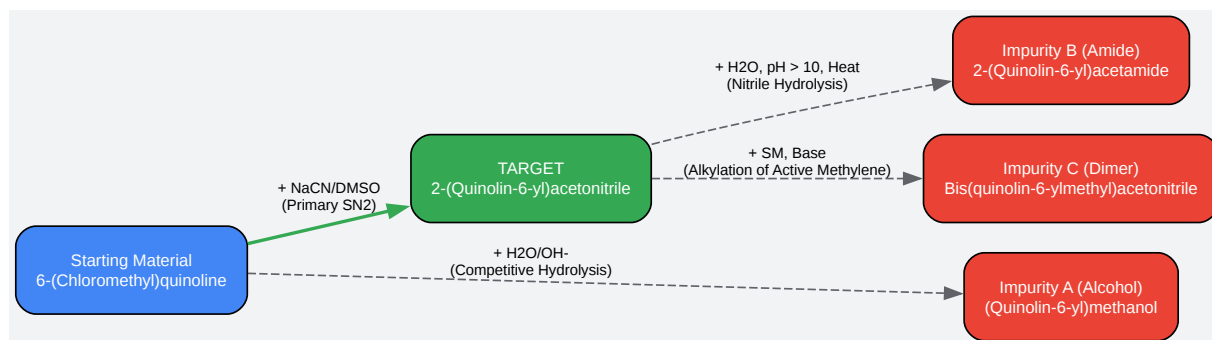 + H2O, pH > 10, Heat
(Nitrile Hydrolysis)
Impurity B (Amide)
2-(Quinolin-6-yl)acetamide
TARGET
2-(Quinolin-6-yl)acetonitrile
+ SM, Base
(Alkylation of Active Methylene)
Impurity C (Dimer)
Bis(quinolin-6-ylmethyl)acetonitrile
+ NaCN/DMSO
(Primary SN2)
Starting Material
6-(Chloromethyl)quinoline
+ H2O/OH-
(Competitive Hydrolysis)
Impurity A (Alcohol)
(Quinolin-6-yl)methanol